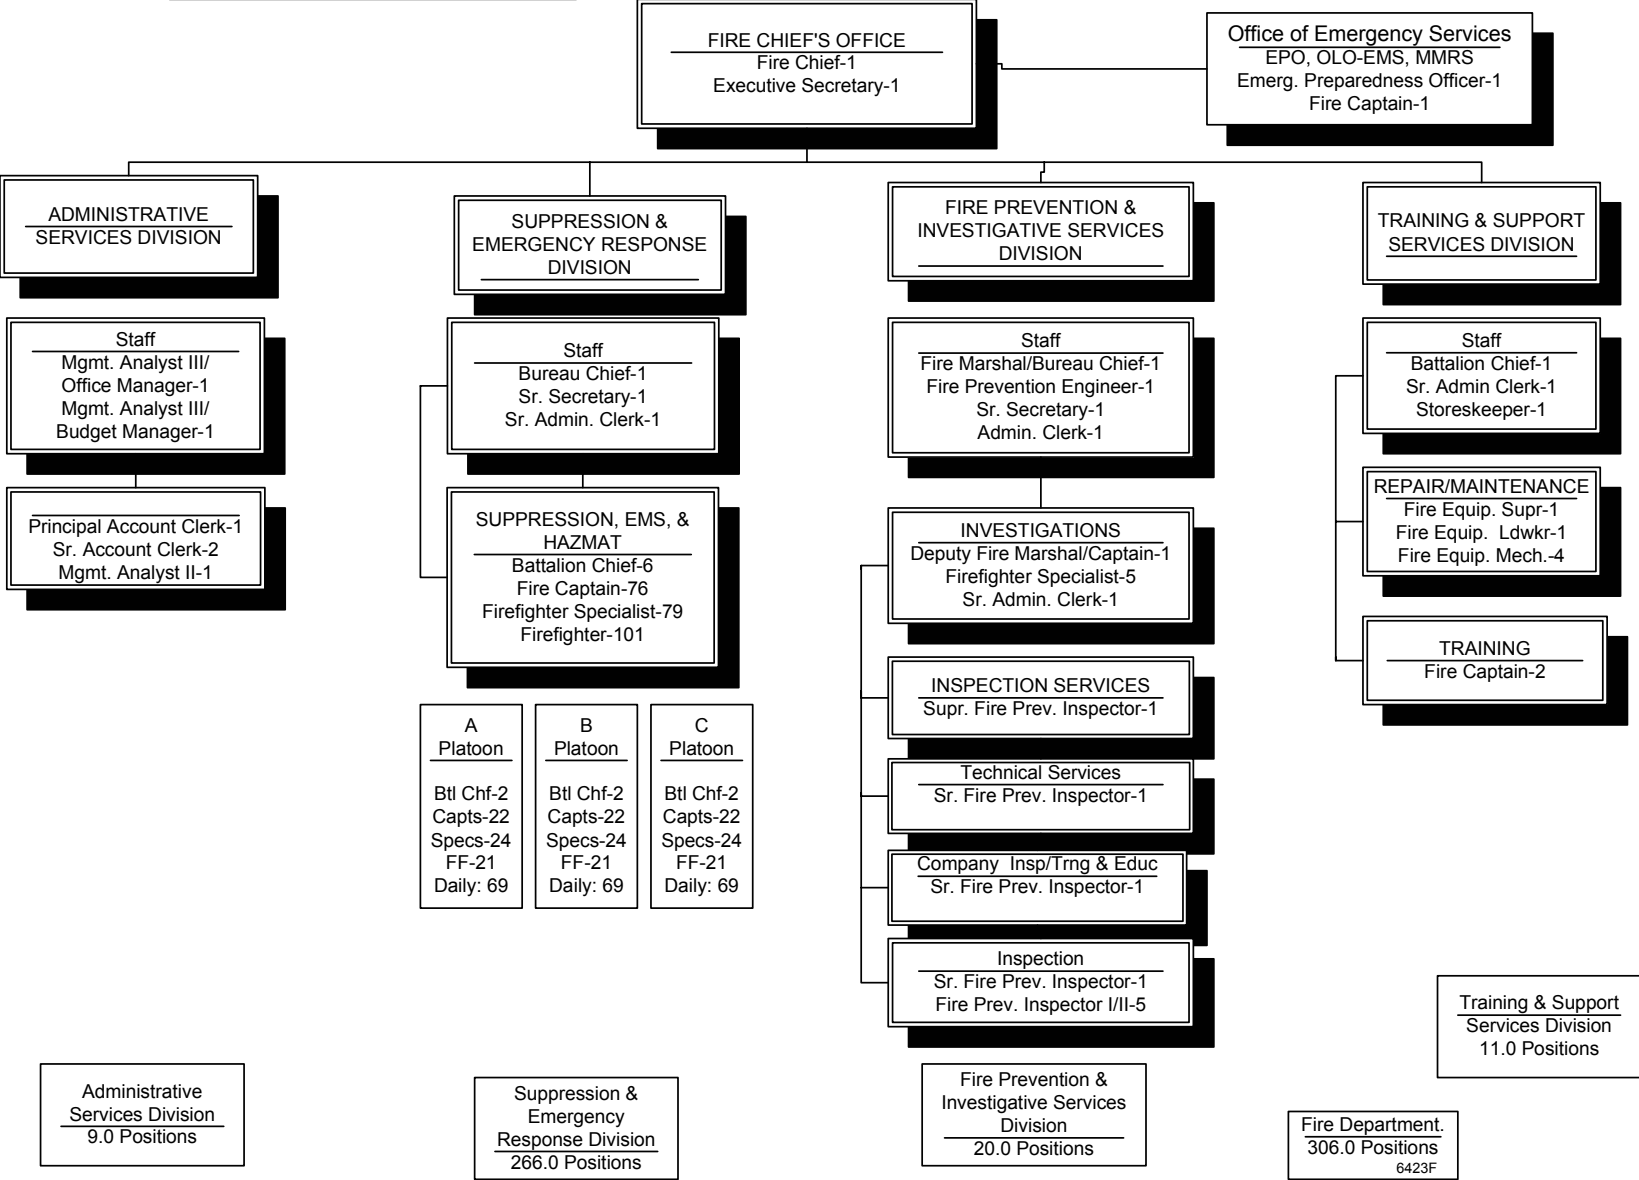 FIRE CHIEF'S OFFICE
Fire Chief-1
Executive Secretary-1
Office of Emergency Services
EPO, OLO-EMS, MMRS
Emerg. Preparedness Officer-1
Fire Captain-1
ADMINISTRATIVE
SERVICES DIVISION
Staff
Mgmt. Analyst III/
Office Manager-1
Mgmt. Analyst III/
Budget Manager-1
Principal Account Clerk-1
Sr. Account Clerk-2
Mgmt. Analyst II-1
SUPPRESSION &
EMERGENCY RESPONSE
DIVISION
Staff
Bureau Chief-1
Sr. Secretary-1
Sr. Admin. Clerk-1
SUPPRESSION, EMS, &
HAZMAT
Battalion Chief-6
Fire Captain-76
Firefighter Specialist-79
Firefighter-101
A
Platoon
Btl Chf-2
Capts-22
Specs-24
FF-21
Daily: 69
B
Platoon
Btl Chf-2
Capts-22
Specs-24
FF-21
Daily: 69
C
Platoon
Btl Chf-2
Capts-22
Specs-24
FF-21
Daily: 69
FIRE PREVENTION &
INVESTIGATIVE SERVICES
DIVISION
Staff
Fire Marshal/Bureau Chief-1
Fire Prevention Engineer-1
Sr. Secretary-1
Admin. Clerk-1
INVESTIGATIONS
Deputy Fire Marshal/Captain-1
Firefighter Specialist-5
Sr. Admin. Clerk-1
INSPECTION SERVICES
Supr. Fire Prev. Inspector-1
Technical Services
Sr. Fire Prev. Inspector-1
Company Insp/Trng & Educ
Sr. Fire Prev. Inspector-1
Inspection
Sr. Fire Prev. Inspector-1
Fire Prev. Inspector I/II-5
TRAINING & SUPPORT
SERVICES DIVISION
Staff
Battalion Chief-1
Sr. Admin Clerk-1
Storeskeeper-1
REPAIR/MAINTENANCE
Fire Equip. Supr-1
Fire Equip. Ldwkr-1
Fire Equip. Mech.-4
TRAINING
Fire Captain-2
Administrative
Services Division
9.0 Positions
Suppression &
Emergency
Response Division
266.0 Positions
Fire Prevention &
Investigative Services
Division
20.0 Positions
Training & Support
Services Division
11.0 Positions
Fire Department.
306.0 Positions
6423F